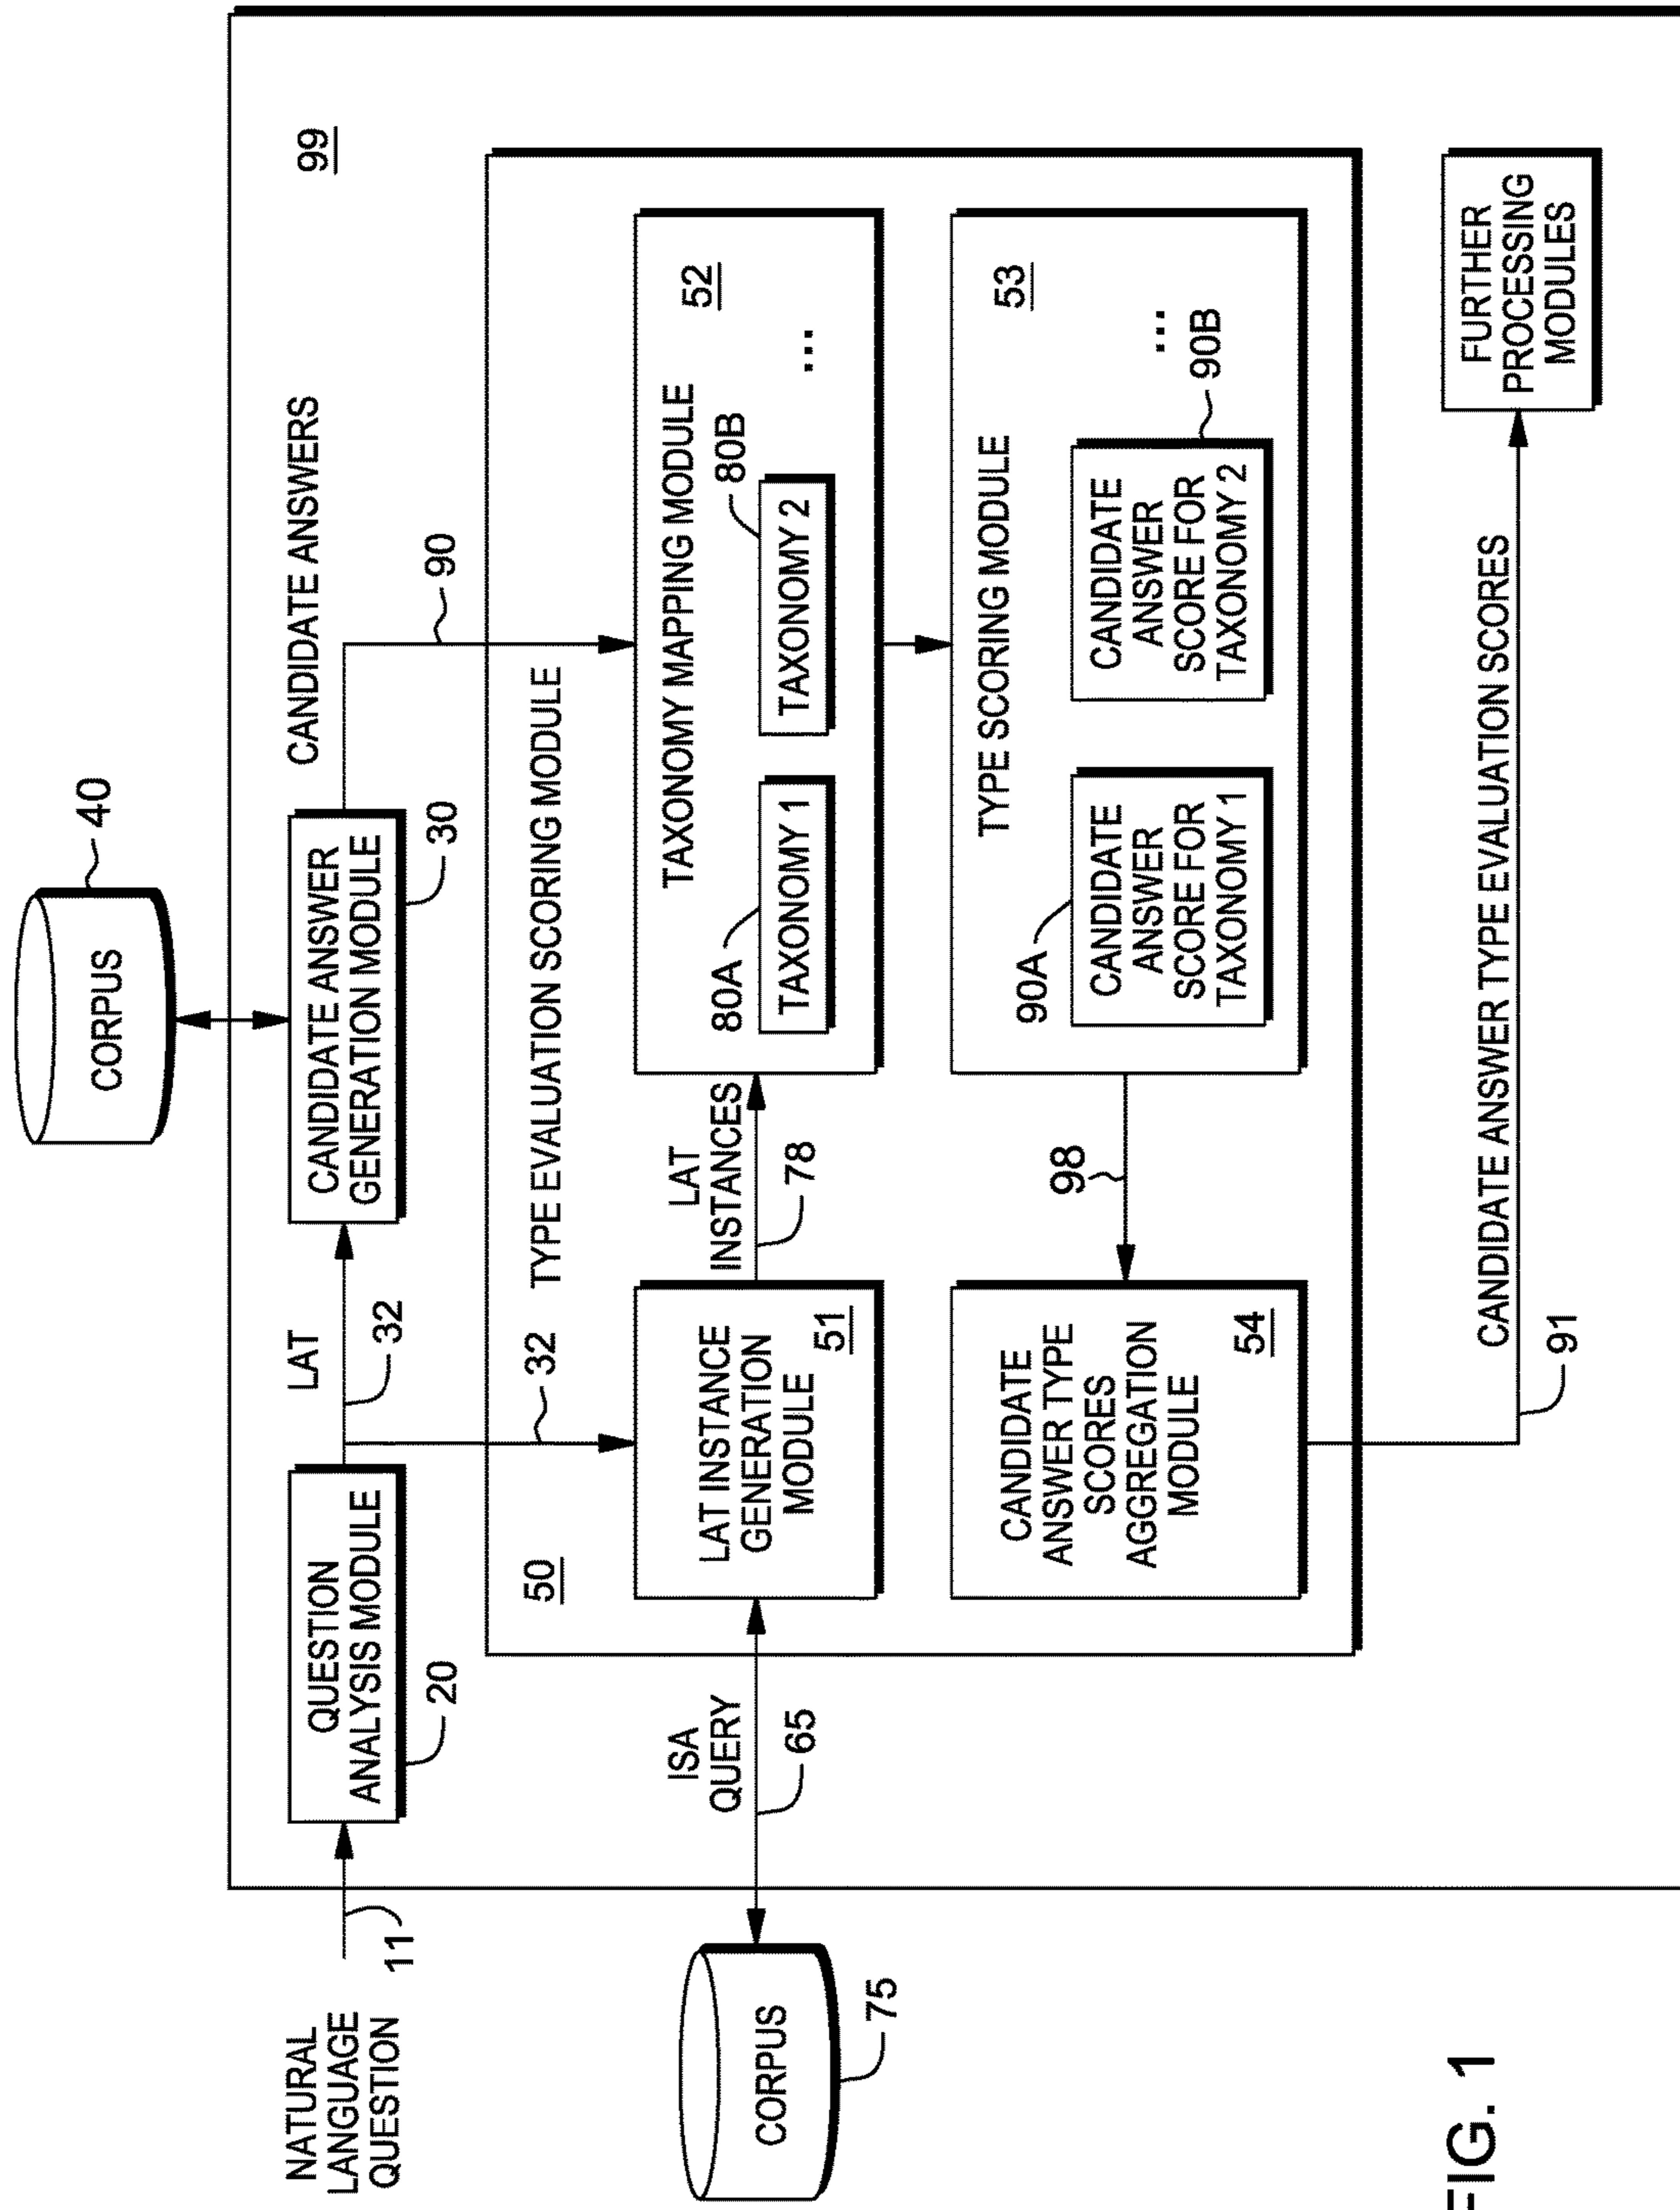 CORPUS
40
99
NATURAL
LANGUAGE
QUESTION
11
QUESTION
ANALYSIS MODULE
20
LAT
32
CANDIDATE ANSWER
GENERATION MODULE
30
CANDIDATE ANSWERS
90
50
32
TYPE EVALUATION SCORING MODULE
CORPUS
75
ISA
QUERY
65
LAT INSTANCE
GENERATION
MODULE
51
LAT
INSTANCES
78
TAXONOMY MAPPING MODULE
52
80A
TAXONOMY 1
80B
TAXONOMY 2
...
CANDIDATE
ANSWER TYPE
SCORES
AGGREGATION
MODULE
54
98
TYPE SCORING MODULE
53
90A
CANDIDATE
ANSWER
SCORE FOR
TAXONOMY 1
CANDIDATE
ANSWER
SCORE FOR
TAXONOMY 2
90B
...
CANDIDATE ANSWER TYPE EVALUATION SCORES
91
FURTHER
PROCESSING
MODULES
FIG. 1